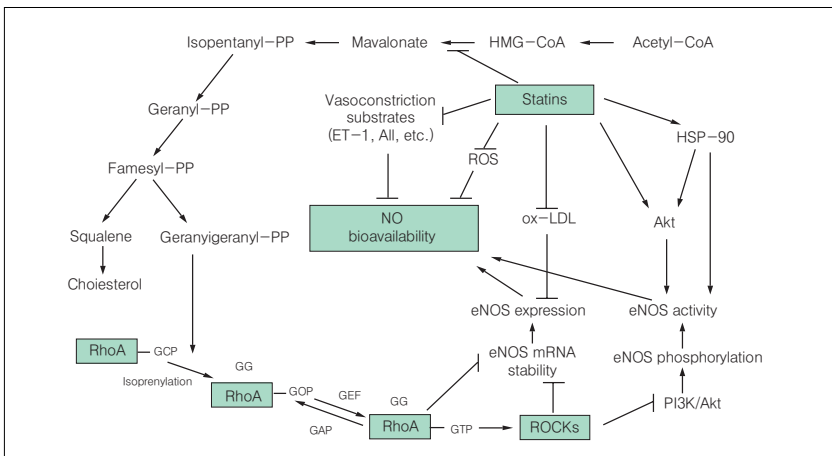 Isopentanyl-PP
Mavalonate
HMG-CoA
Acetyl-CoA
Geranyl-PP
Vasoconstriction
substrates
(ET-1, AII, etc.)
Statins
HSP-90
ROS
Famesyl-PP
NO
bioavailability
ox-LDL
Akt
Squalene
Geranyigeranyl-PP
Choiesterol
eNOS expression
eNOS activity
RhoA
GCP
Isoprenylation
GG
RhoA
GOP
GEF
GAP
GG
RhoA
GTP
eNOS mRNA
stability
eNOS phosphorylation
ROCKs
PI3K/Akt